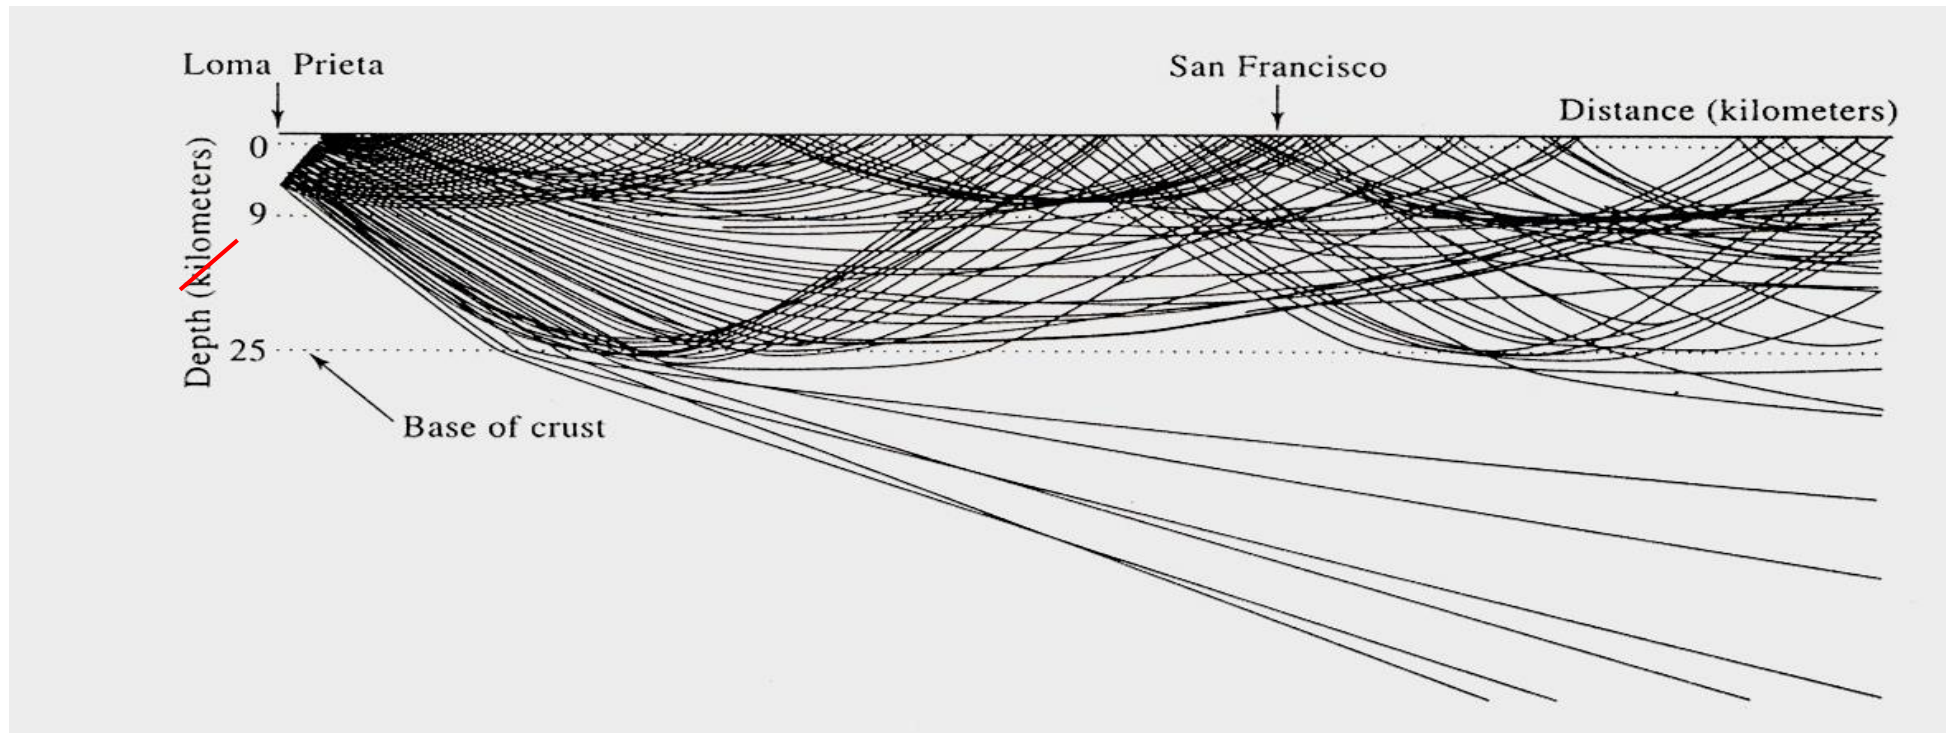 Loma Prieta
San Francisco
Distance (kilometers)
0
9
25
Depth (kilometers)
Base of crust